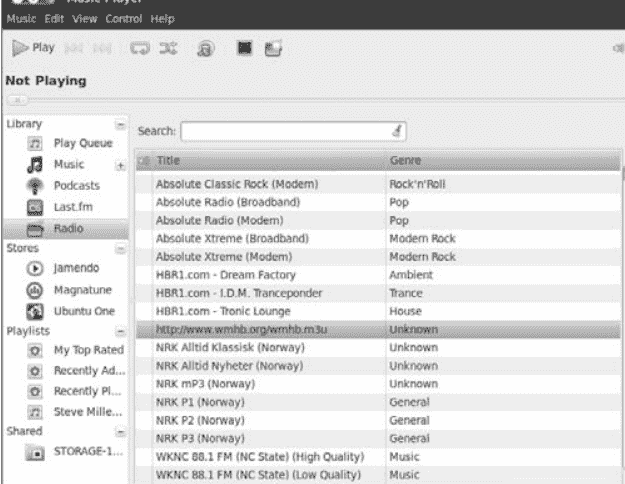 Music Player
Music Edit View Control Help
Play
Not Playing
Library
Play Queue
Music
Podcasts
Last.fm
Radio
Stores
Jamendo
Magnatune
Ubuntu One
Playlists
My Top Rated
Recently Ad...
Recently Pl...
Steve Mille...
Shared
STORAGE-1...
Search:
Title Genre
Absolute Classic Rock (Modem) Rock'n'Roll
Absolute Radio (Broadband) Pop
Absolute Radio (Modem) Pop
Absolute Xtreme (Broadband) Modern Rock
Absolute Xtreme (Modem) Modern Rock
HBR1.com - Dream Factory Ambient
HBR1.com - I.D.M. Tranceponder Trance
HBR1.com - Tronic Lounge House
http://www.wmhb.org/wmhb.m3u Unknown
NRK Alltid Klassisk (Norway) Unknown
NRK Alltid Nyheter (Norway) Unknown
NRK mP3 (Norway) Unknown
NRK P1 (Norway) General
NRK P2 (Norway) General
NRK P3 (Norway) General
WKNC 88.1 FM (NC State) (High Quality) Music
WKNC 88.1 FM (NC State) (Low Quality) Music